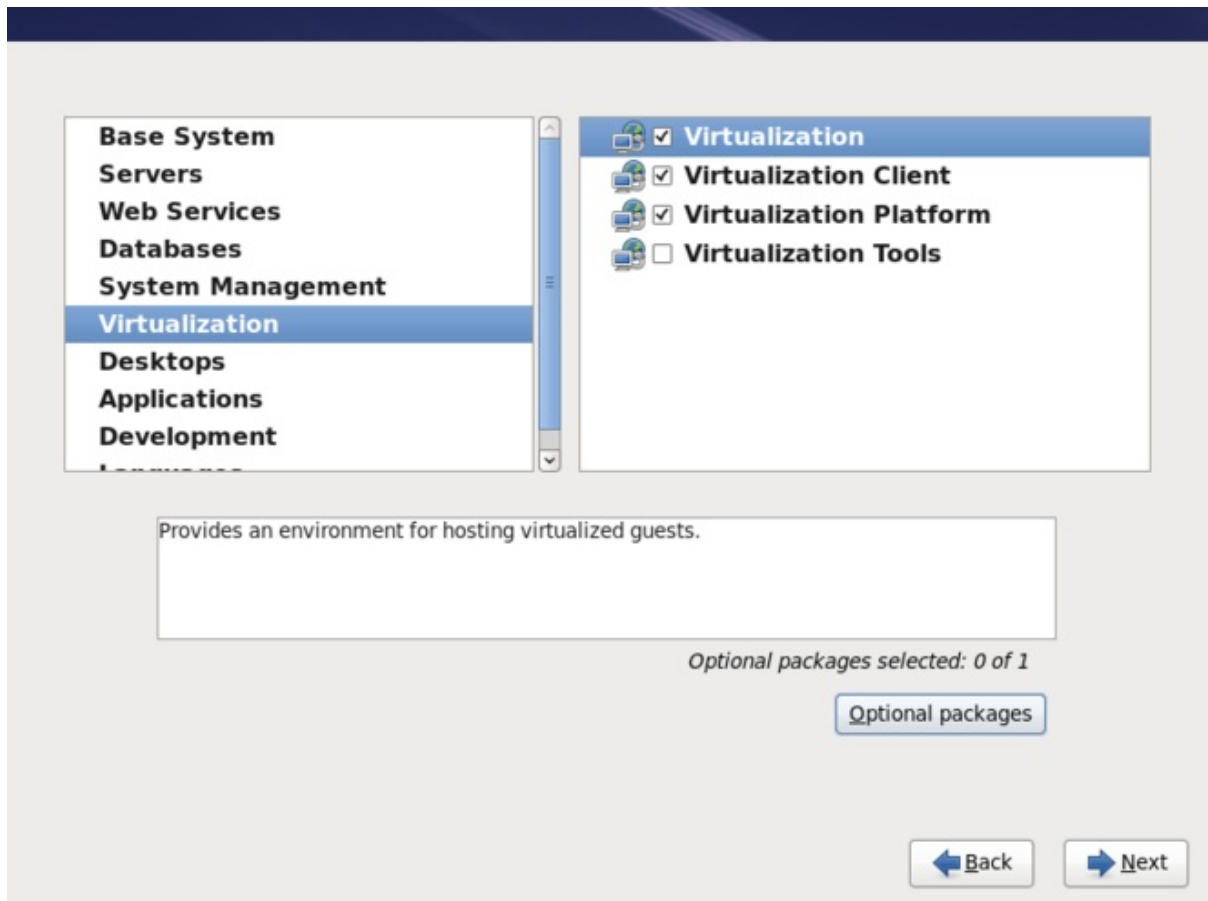 Base System
Servers
Web Services
Databases
System Management
Virtualization
Desktops
Applications
Development
Virtualization
Virtualization Client
Virtualization Platform
Virtualization Tools
Provides an environment for hosting virtualized guests.
Optional packages selected: 0 of 1
Optional packages
Back
Next